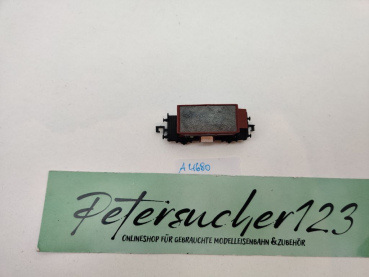 A4680
Petersucher123
ONLINESHOP FÜR GEBRAUCHTE MODELLEISENBAHN & ZUBEHÖR